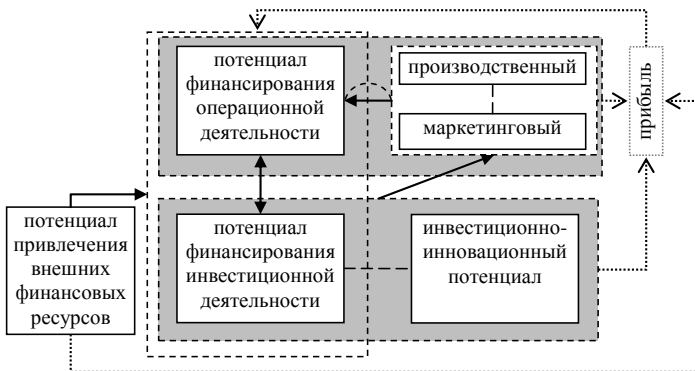 потенциал
финансирования
операционной
деятельности
производственный
маркетинговый
прибыль
потенциал
привлечения
внешних
финансовых
ресурсов
потенциал
финансирования
инвестиционной
деятельности
инвестиционно-
инновационный
потенциал